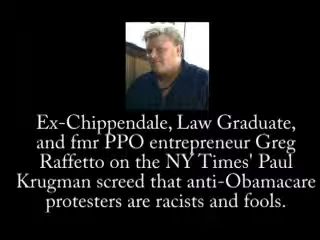 Ex-Chippendale, Law Graduate,
and fmr PPO entrepreneur Greg
Raffetto on the NY Times' Paul
Krugman screed that anti-Obamacare
protesters are racists and fools.